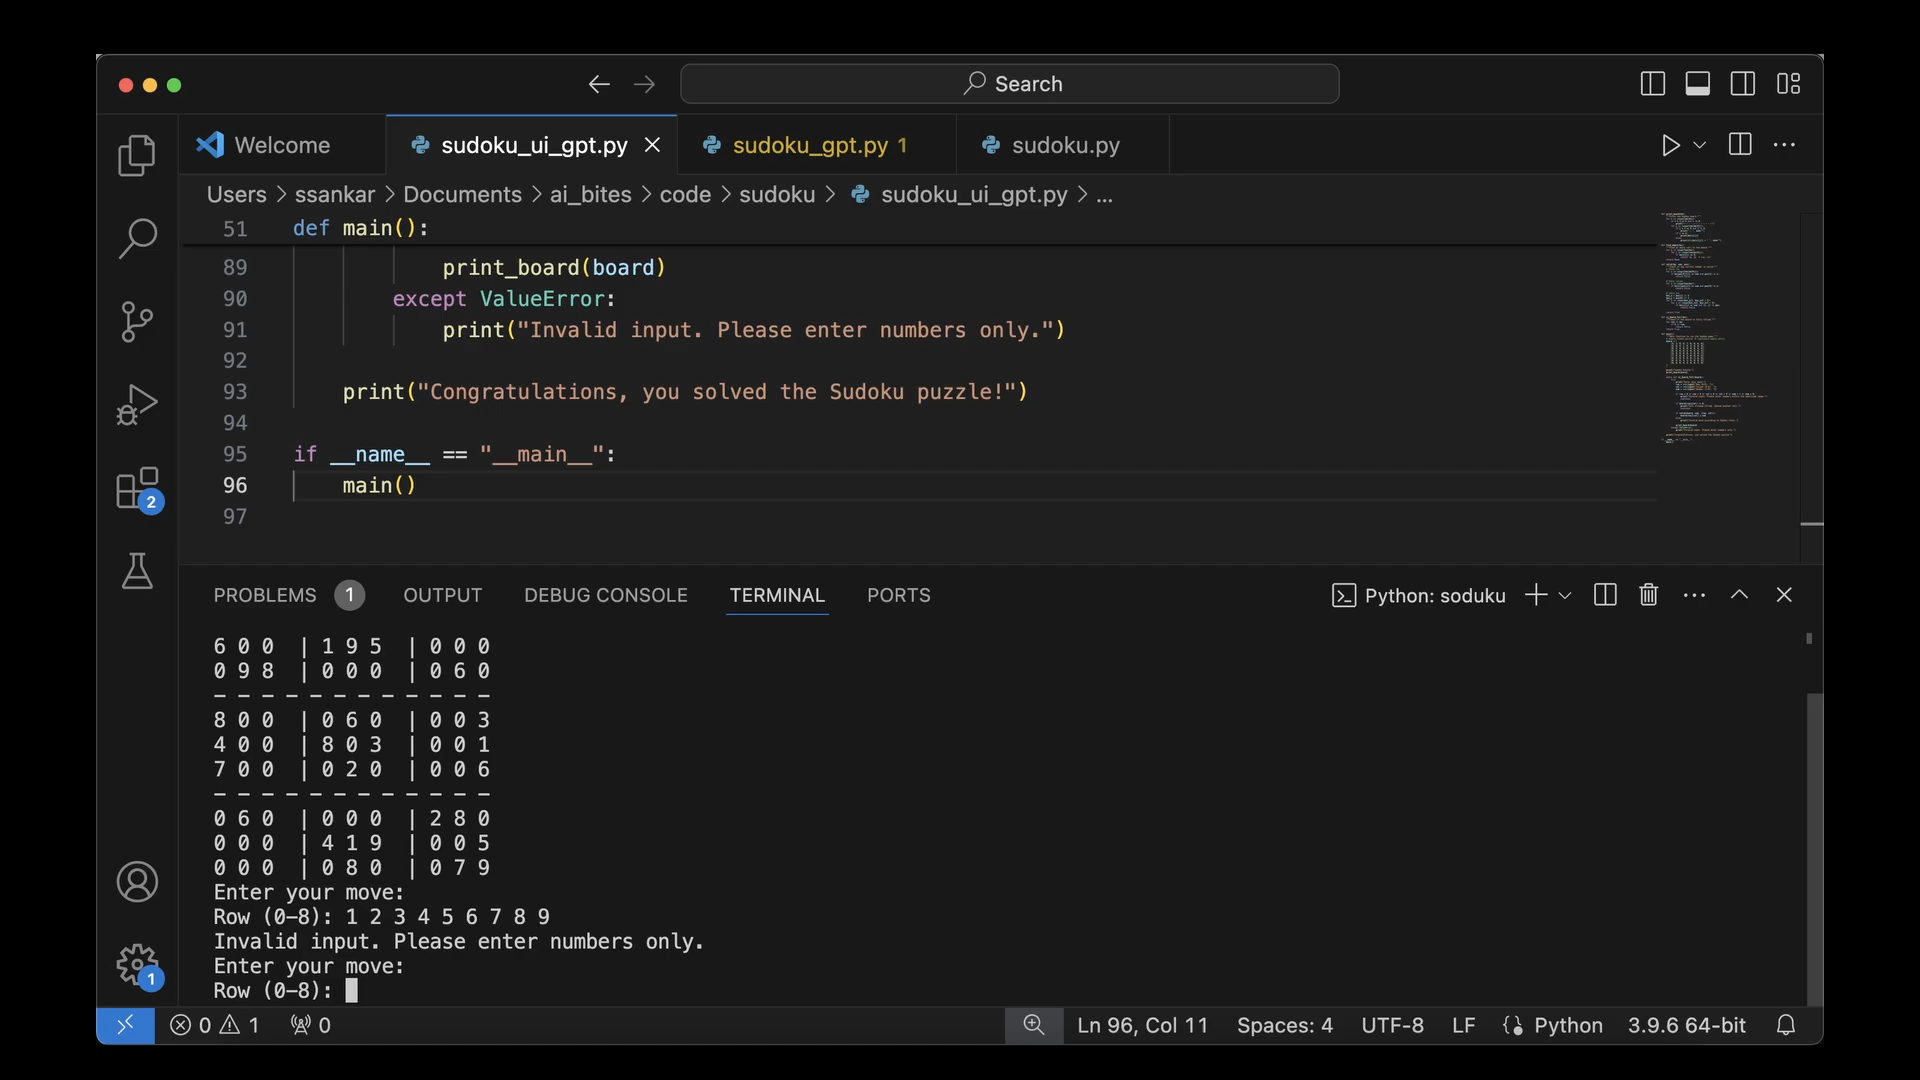 Search
Welcome
sudoku_ui_gpt.py
sudoku_gpt.py 1
sudoku.py
Users > ssankar > Documents > ai_bites > code > sudoku > sudoku_ui_gpt.py > ...
51 def main():
89 print_board(board)
90 except ValueError:
91 print("Invalid input. Please enter numbers only.")
92
93 print("Congratulations, you solved the Sudoku puzzle!")
94
95 if __name__ == "__main__":
96 main()
97
2
PROBLEMS 1 OUTPUT DEBUG CONSOLE TERMINAL PORTS
Python: soduku
6 0 0 | 1 9 5 | 0 0 0
0 9 8 | 0 0 0 | 0 6 0
- - - - - - - - - - - -
8 0 0 | 0 6 0 | 0 0 3
4 0 0 | 8 0 3 | 0 0 1
7 0 0 | 0 2 0 | 0 0 6
- - - - - - - - - - - -
0 6 0 | 0 0 0 | 2 8 0
0 0 0 | 4 1 9 | 0 0 5
0 0 0 | 0 8 0 | 0 7 9
Enter your move:
Row (0-8): 1 2 3 4 5 6 7 8 9
Invalid input. Please enter numbers only.
Enter your move:
Row (0-8):
1
0 1 0 Ln 96, Col 11 Spaces: 4 UTF-8 LF Python 3.9.6 64-bit